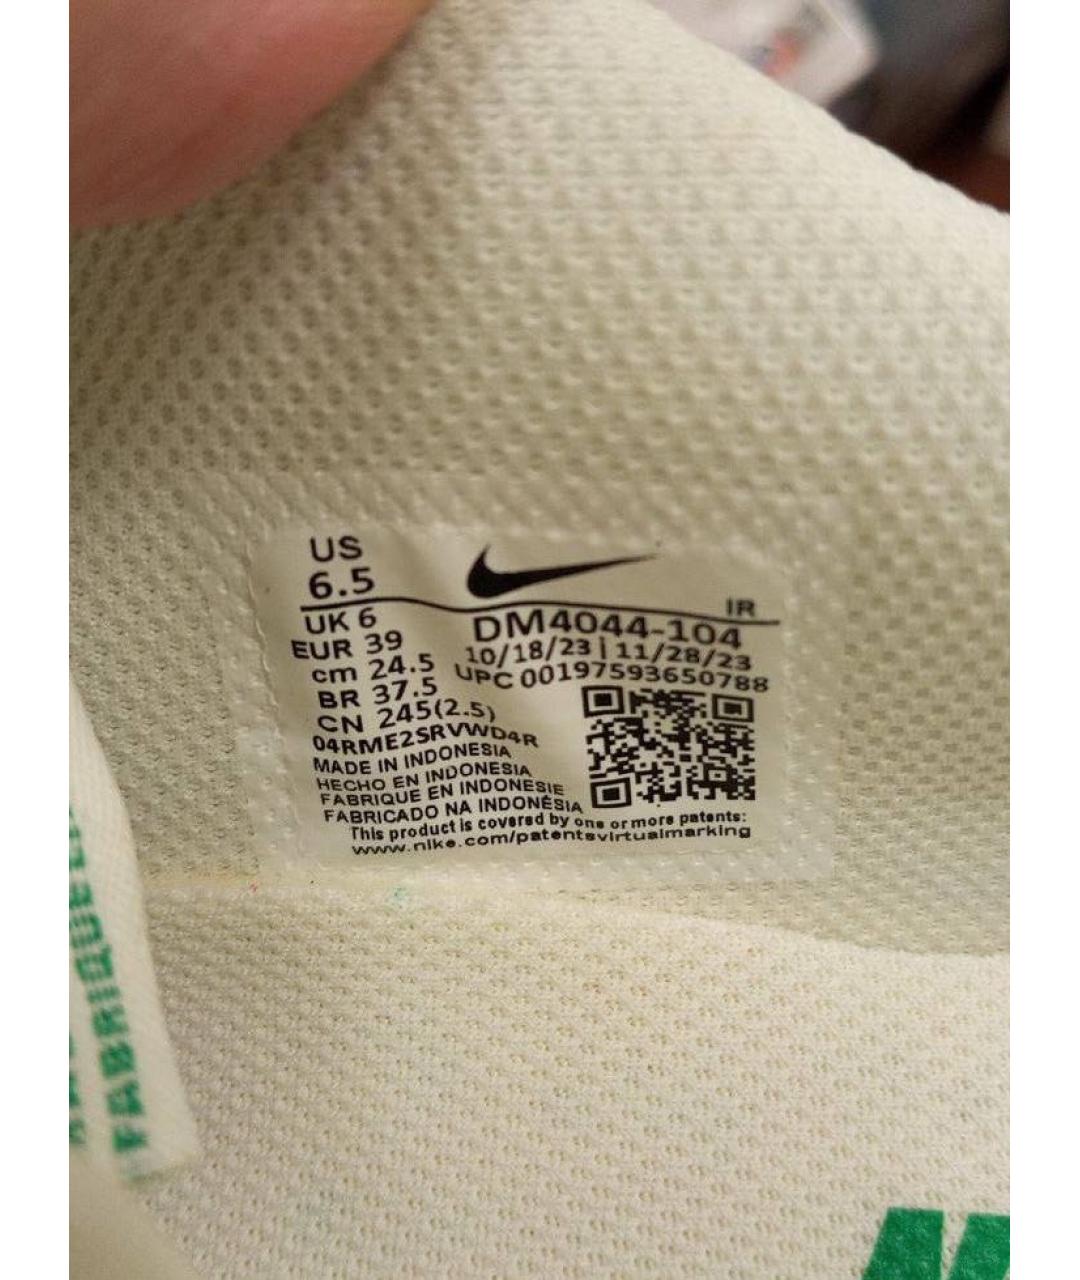 US
6.5
IR
UK 6
EUR 39
cm 24.5
BR 37.5
CN 245(2.5)
DM4044-104
10/18/23 | 11/28/23
UPC 00197593650788
04RME2SRVWD4R
MADE IN INDONESIA
HECHO EN INDONESIA
FABRIQUE EN INDONESIE
FABRICADO NA INDONÉSIA
This product is covered by one or more patents:
www.nike.com/patentsvirtualmarking